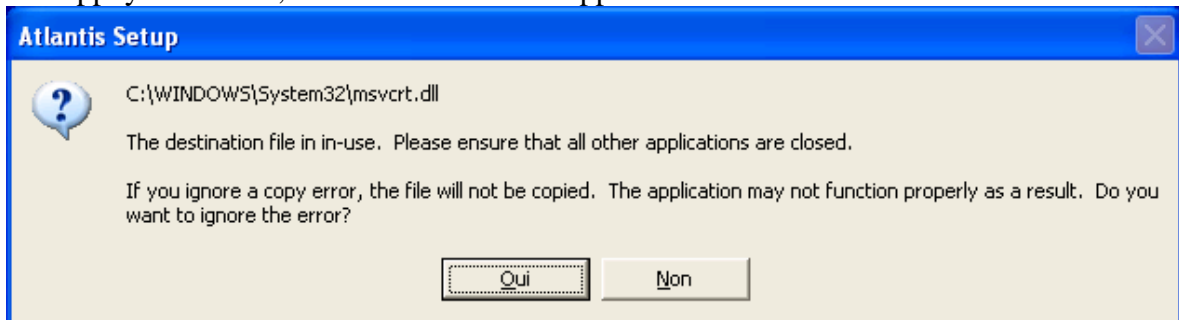 Atlantis Setup
C:\WINDOWS\System32\msvcrt.dll
The destination file in in-use. Please ensure that all other applications are closed.
If you ignore a copy error, the file will not be copied. The application may not function properly as a result. Do you
want to ignore the error?
Oui Non